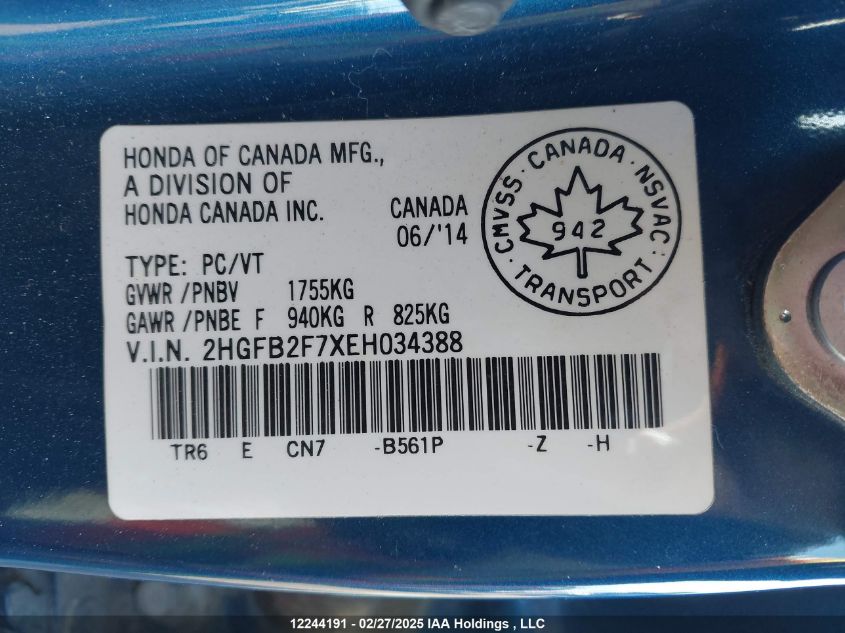 HONDA OF CANADA MFG.,
A DIVISION OF
HONDA CANADA INC.
CANADA
06/'14
CMVSS · CANADA · NSVAC
942
TRANSPORT
TYPE: PC/VT
GVWR /PNBV 1755KG
GAWR /PNBE F 940KG R 825KG
V.I.N. 2HGFB2F7XEH034388
TR6 E CN7 -B561P -Z -H
12244191 - 02/27/2025 IAA Holdings , LLC